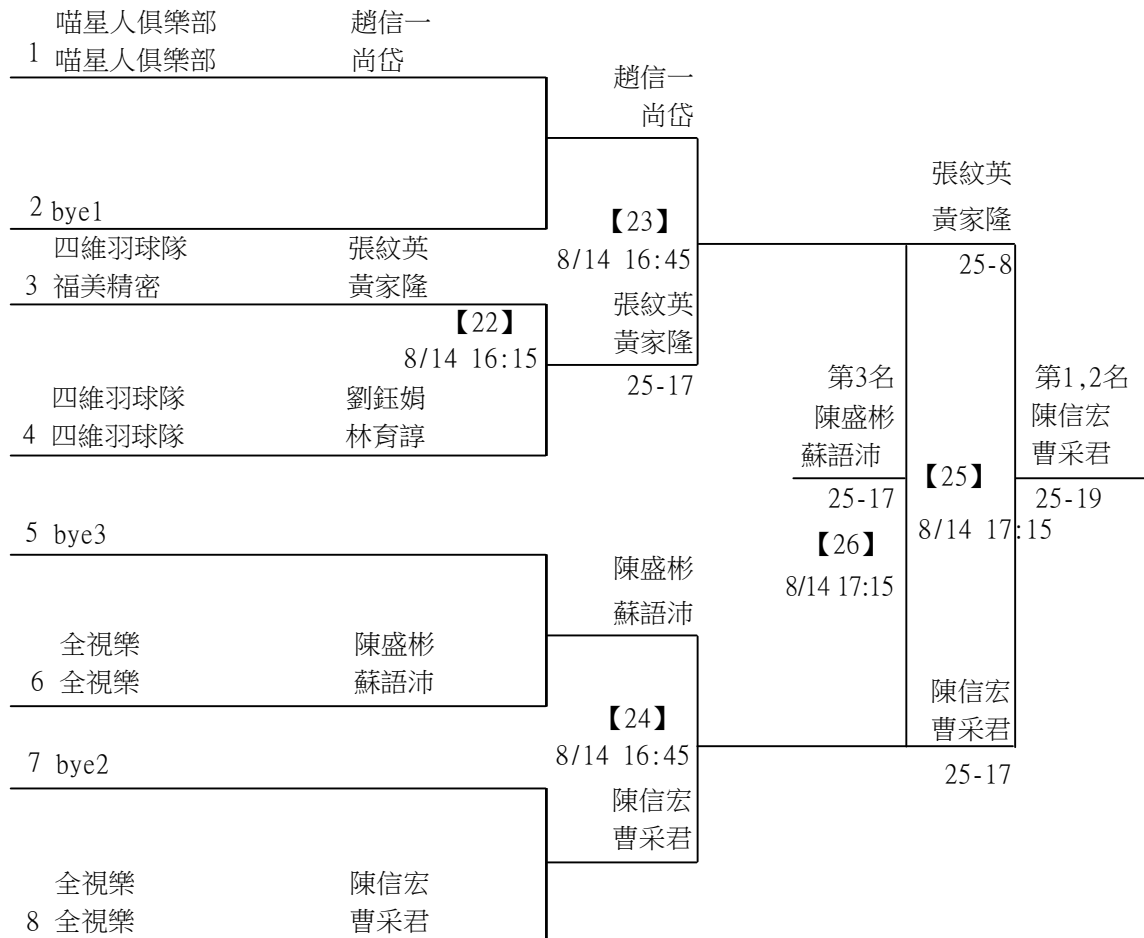 喵星人俱樂部 趙信一
1 喵星人俱樂部 尚岱
趙信一
尚岱
2 bye1
【23】
8/14 16:45
四維羽球隊 張紋英
3 福美精密 黃家隆
張紋英
黃家隆
25-8
【22】
8/14 16:15
張紋英
黃家隆
25-17
四維羽球隊 劉鈺娟
4 四維羽球隊 林育諄
第3名
陳盛彬
蘇語沛
25-17
【26】
8/14 17:15
【25】
8/14 17:15
第1,2名
陳信宏
曹采君
25-19
5 bye3
陳盛彬
蘇語沛
全視樂 陳盛彬
6 全視樂 蘇語沛
【24】
8/14 16:45
陳信宏
曹采君
25-17
7 bye2
陳信宏
曹采君
全視樂 陳信宏
8 全視樂 曹采君